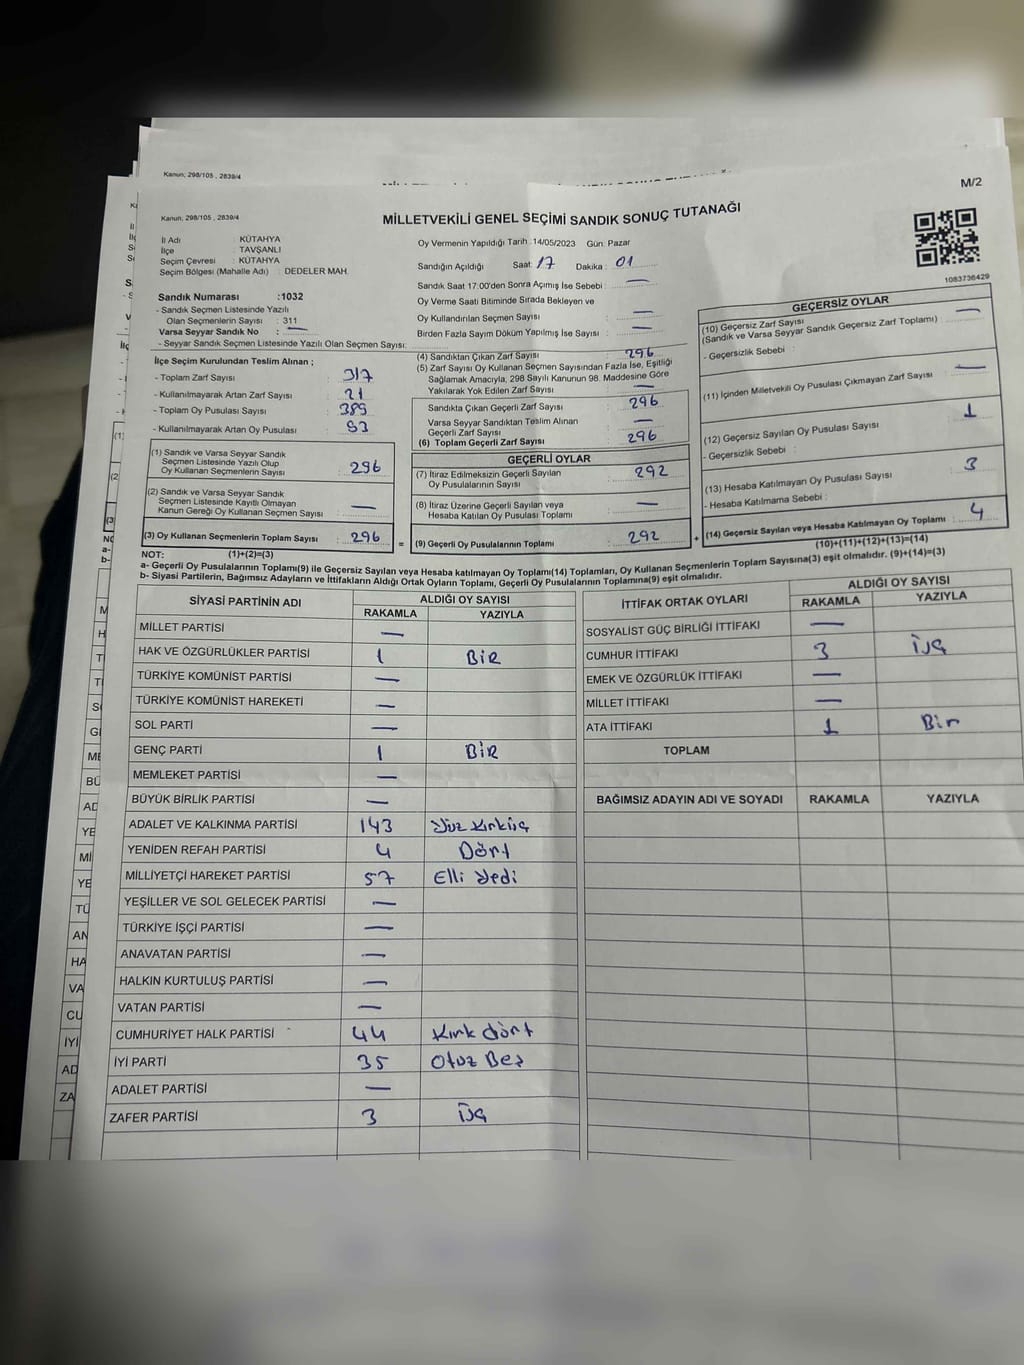 Kanun; 298/105 , 2839/4
Kanun; 298/105 , 2839/4
M/2
MİLLETVEKİLİ GENEL SEÇİMİ SANDIK SONUÇ TUTANAĞI
İl Adı : KÜTAHYA
İlçe : TAVŞANLI
Seçim Çevresi : KÜTAHYA
Seçim Bölgesi (Mahalle Adı) : DEDELER MAH.
Sandık Numarası :1032
- Sandık Seçmen Listesinde Yazılı
Olan Seçmenlerin Sayısı : 311
Varsa Seyyar Sandık No : —
- Seyyar Sandık Seçmen Listesinde Yazılı Olan Seçmen Sayısı:
Oy Vermenin Yapıldığı Tarih :14/05/2023 Gün: Pazar
Sandığın Açıldığı Saat: 17 Dakika : 01
Sandık Saat 17:00'den Sonra Açımış İse Sebebi : —
Oy Verme Saati Bitiminde Sırada Bekleyen ve
Oy Kullandırılan Seçmen Sayısı : —
Birden Fazla Sayım Döküm Yapılmış İse Sayısı : —
1083736429
İlçe Seçim Kurulundan Teslim Alınan ;
- Toplam Zarf Sayısı : 317
- Kullanılmayarak Artan Zarf Sayısı : 21
- Toplam Oy Pusulası Sayısı : 389
- Kullanılmayarak Artan Oy Pusulası : 93
(1) Sandık ve Varsa Seyyar Sandık
Seçmen Listesinde Yazılı Olup
Oy Kullanan Seçmenlerin Sayısı : 296
(2) Sandık ve Varsa Seyyar Sandık
Seçmen Listesinde Kayıtlı Olmayan
Kanun Gereği Oy Kullanan Seçmen Sayısı : —
(3) Oy Kullanan Seçmenlerin Toplam Sayısı : 296
(4) Sandıktan Çıkan Zarf Sayısı : 296
(5) Zarf Sayısı Oy Kullanan Seçmen Sayısından Fazla İse, Eşitliği
Sağlamak Amacıyla, 298 Sayılı Kanunun 98. Maddesine Göre
Yakılarak Yok Edilen Zarf Sayısı : —
Sandıkta Çıkan Geçerli Zarf Sayısı : 296
Varsa Seyyar Sandıktan Teslim Alınan
Geçerli Zarf Sayısı : —
(6) Toplam Geçerli Zarf Sayısı : 296
GEÇERLİ OYLAR
(7) İtiraz Edilmeksizin Geçerli Sayılan
Oy Pusulalarının Sayısı : 292
(8) İtiraz Üzerine Geçerli Sayılan veya
Hesaba Katılan Oy Pusulası Toplamı : —
= (9) Geçerli Oy Pusulalarının Toplamı : 292 +
GEÇERSİZ OYLAR
(10) Geçersiz Zarf Sayısı
(Sandık ve Varsa Seyyar Sandık Geçersiz Zarf Toplamı) : —
- Geçersizlik Sebebi :
(11) İçinden Milletvekili Oy Pusulası Çıkmayan Zarf Sayısı : —
(12) Geçersiz Sayılan Oy Pusulası Sayısı : 1
- Geçersizlik Sebebi :
(13) Hesaba Katılmayan Oy Pusulası Sayısı : 3
- Hesaba Katılmama Sebebi :
(14) Geçersiz Sayılan veya Hesaba Katılmayan Oy Toplamı : 4
NOT: (1)+(2)=(3)
(10)+(11)+(12)+(13)=(14)
a- Geçerli Oy Pusulalarının Toplamı(9) ile Geçersiz Sayılan veya Hesaba katılmayan Oy Toplamı(14) Toplamları, Oy Kullanan Seçmenlerin Toplam Sayısına(3) eşit olmalıdır. (9)+(14)=(3)
b- Siyasi Partilerin, Bağımsız Adayların ve İttifakların Aldığı Ortak Oyların Toplamı, Geçerli Oy Pusulalarının Toplamına(9) eşit olmalıdır.
SİYASİ PARTİNİN ADI ALDIĞI OY SAYISI
RAKAMLA YAZIYLA
MİLLET PARTİSİ —
HAK VE ÖZGÜRLÜKLER PARTİSİ 1 BİR
TÜRKİYE KOMÜNİST PARTİSİ —
TÜRKİYE KOMÜNİST HAREKETİ —
SOL PARTİ —
GENÇ PARTİ 1 BİR
MEMLEKET PARTİSİ —
BÜYÜK BİRLİK PARTİSİ —
ADALET VE KALKINMA PARTİSİ 143 Yüz Kırküç
YENİDEN REFAH PARTİSİ 4 Dört
MİLLİYETÇİ HAREKET PARTİSİ 57 Elli Yedi
YEŞİLLER VE SOL GELECEK PARTİSİ —
TÜRKİYE İŞÇİ PARTİSİ —
ANAVATAN PARTİSİ —
HALKIN KURTULUŞ PARTİSİ —
VATAN PARTİSİ —
CUMHURİYET HALK PARTİSİ 44 Kırk dört
İYİ PARTİ 35 Otuz Beş
ADALET PARTİSİ —
ZAFER PARTİSİ 3 Üç
İTTİFAK ORTAK OYLARI ALDIĞI OY SAYISI
RAKAMLA YAZIYLA
SOSYALİST GÜÇ BİRLİĞİ İTTİFAKI —
CUMHUR İTTİFAKI 3 Üç
EMEK VE ÖZGÜRLÜK İTTİFAKI —
MİLLET İTTİFAKI —
ATA İTTİFAKI 1 Bir
TOPLAM
BAĞIMSIZ ADAYIN ADI VE SOYADI RAKAMLA YAZIYLA